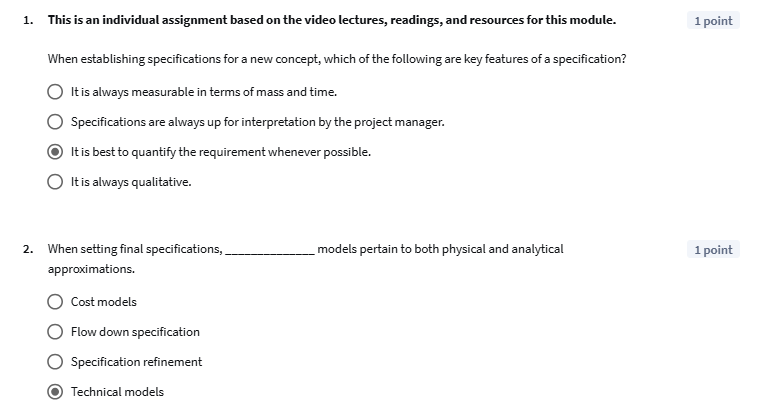 1. This is an individual assignment based on the video lectures, readings, and resources for this module. 1 point
When establishing specifications for a new concept, which of the following are key features of a specification?
It is always measurable in terms of mass and time.
Specifications are always up for interpretation by the project manager.
It is best to quantify the requirement whenever possible.
It is always qualitative.
2. When setting final specifications, ______________ models pertain to both physical and analytical 1 point
approximations.
Cost models
Flow down specification
Specification refinement
Technical models